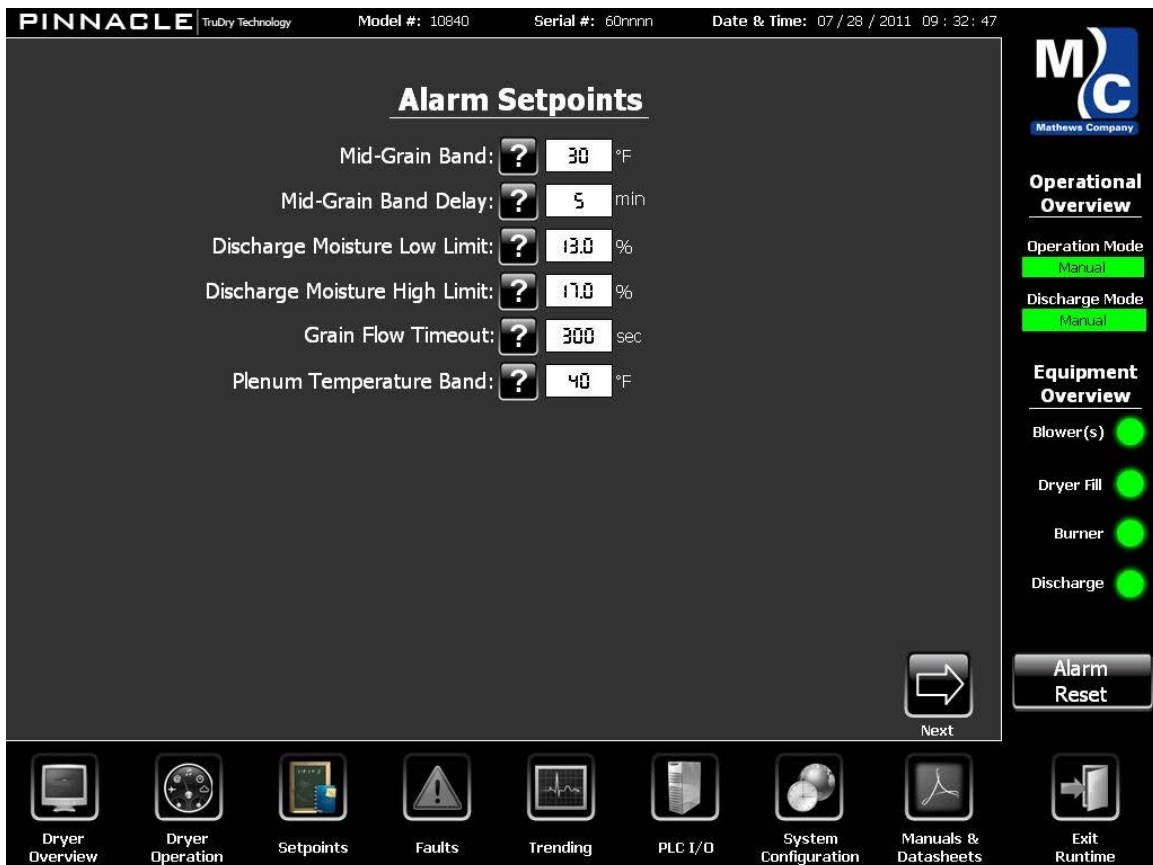 PINNACLE TruDry Technology Model #: 10840 Serial #: 60nnnn Date & Time: 07 / 28 / 2011 09 : 32 : 47
Alarm Setpoints
Mid-Grain Band: ? 30 °F
Mid-Grain Band Delay: ? 5 min
Discharge Moisture Low Limit: ? 13.0 %
Discharge Moisture High Limit: ? 17.0 %
Grain Flow Timeout: ? 300 sec
Plenum Temperature Band: ? 40 °F
Next
MC
Mathews Company
Operational
Overview
Operation Mode
Manual
Discharge Mode
Manual
Equipment
Overview
Blower(s)
Dryer Fill
Burner
Discharge
Alarm
Reset
Dryer
Overview
Dryer
Operation
Setpoints
Faults
Trending
PLC I/O
System
Configuration
Manuals &
Datasheets
Exit
Runtime